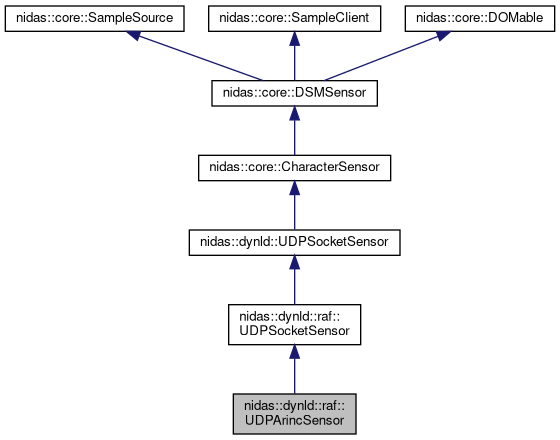 nidas::core::SampleSource
nidas::core::SampleClient
nidas::core::DOMable
nidas::core::DSMSensor
nidas::core::CharacterSensor
nidas::dynld::UDPSocketSensor
nidas::dynld::raf::
UDPSocketSensor
nidas::dynld::raf::
UDPArincSensor